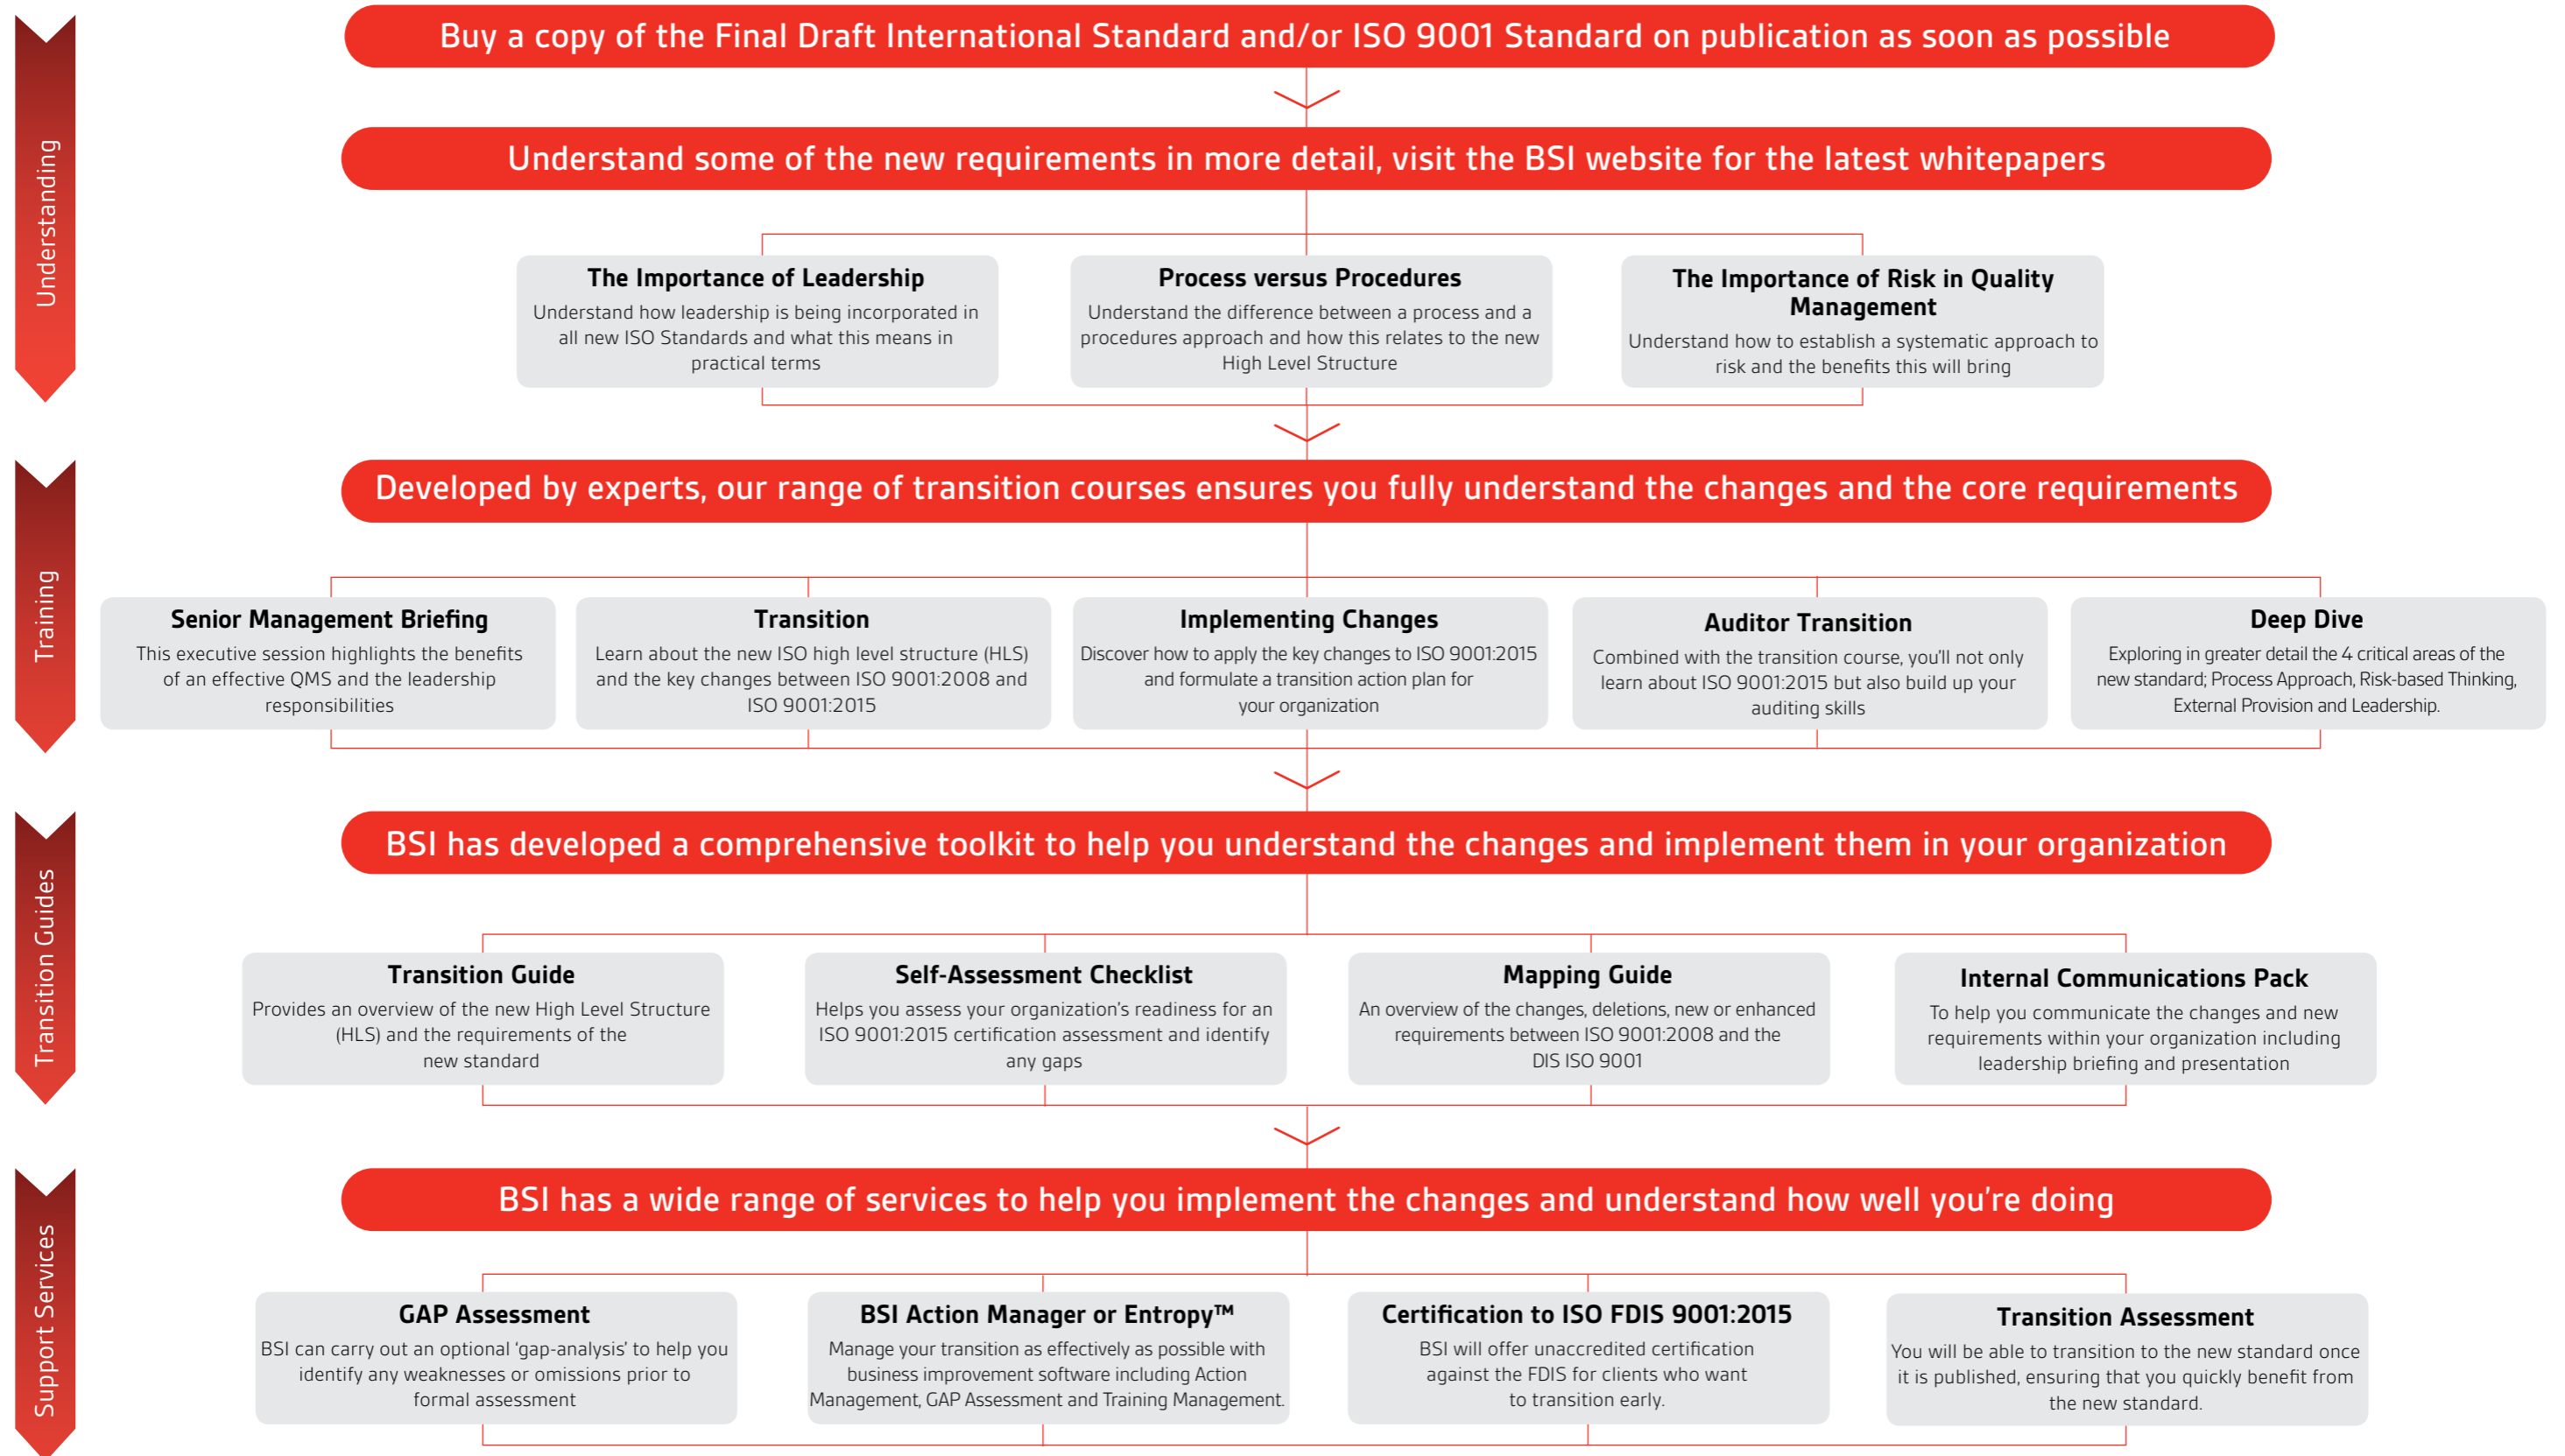 Understanding
Buy a copy of the Final Draft International Standard and/or ISO 9001 Standard on publication as soon as possible
Understand some of the new requirements in more detail, visit the BSI website for the latest whitepapers
The Importance of Leadership
Understand how leadership is being incorporated in
all new ISO Standards and what this means in
practical terms
Process versus Procedures
Understand the difference between a process and a
procedures approach and how this relates to the new
High Level Structure
The Importance of Risk in Quality
Management
Understand how to establish a systematic approach to
risk and the benefits this will bring
Training
Developed by experts, our range of transition courses ensures you fully understand the changes and the core requirements
Senior Management Briefing
This executive session highlights the benefits
of an effective QMS and the leadership
responsibilities
Transition
Learn about the new ISO high level structure (HLS)
and the key changes between ISO 9001:2008 and
ISO 9001:2015
Implementing Changes
Discover how to apply the key changes to ISO 9001:2015
and formulate a transition action plan for
your organization
Auditor Transition
Combined with the transition course, you'll not only
learn about ISO 9001:2015 but also build up your
auditing skills
Deep Dive
Exploring in greater detail the 4 critical areas of the
new standard; Process Approach, Risk-based Thinking,
External Provision and Leadership.
Transition Guides
BSI has developed a comprehensive toolkit to help you understand the changes and implement them in your organization
Transition Guide
Provides an overview of the new High Level Structure
(HLS) and the requirements of the
new standard
Self-Assessment Checklist
Helps you assess your organization's readiness for an
ISO 9001:2015 certification assessment and identify
any gaps
Mapping Guide
An overview of the changes, deletions, new or enhanced
requirements between ISO 9001:2008 and the
DIS ISO 9001
Internal Communications Pack
To help you communicate the changes and new
requirements within your organization including
leadership briefing and presentation
Support Services
BSI has a wide range of services to help you implement the changes and understand how well you're doing
GAP Assessment
BSI can carry out an optional 'gap-analysis' to help you
identify any weaknesses or omissions prior to
formal assessment
BSI Action Manager or Entropy™
Manage your transition as effectively as possible with
business improvement software including Action
Management, GAP Assessment and Training Management.
Certification to ISO FDIS 9001:2015
BSI will offer unaccredited certification
against the FDIS for clients who want
to transition early.
Transition Assessment
You will be able to transition to the new standard once
it is published, ensuring that you quickly benefit from
the new standard.